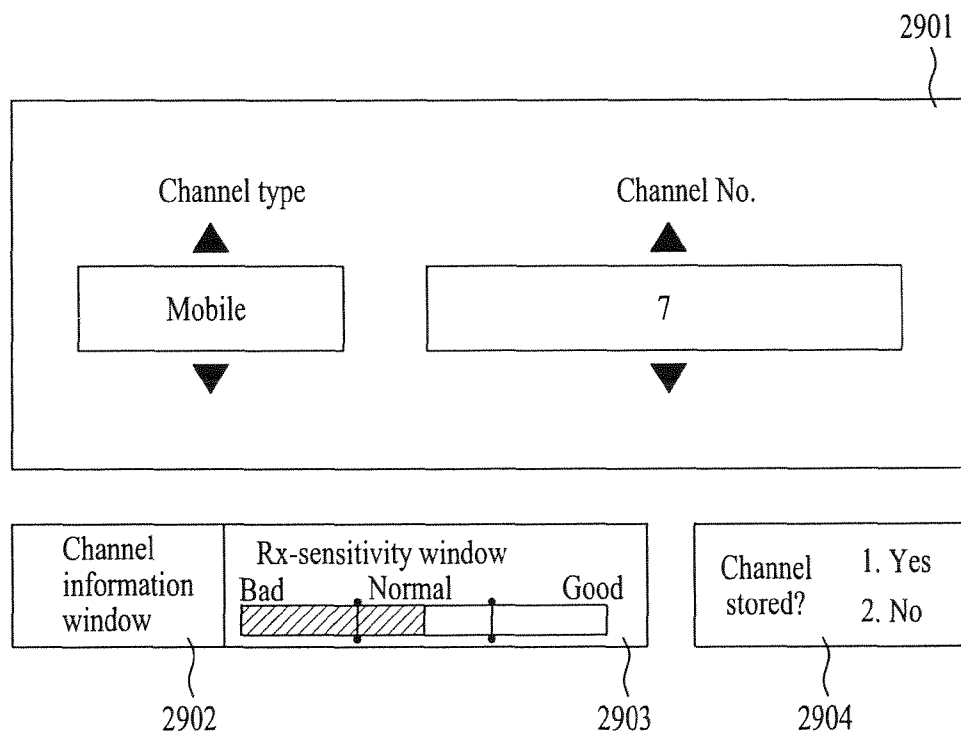 2901
Channel type
Channel No.
Mobile
7
Channel
information
window
Rx-sensitivity window
Bad Normal Good
Channel
stored?
1. Yes
2. No
2902
2903
2904